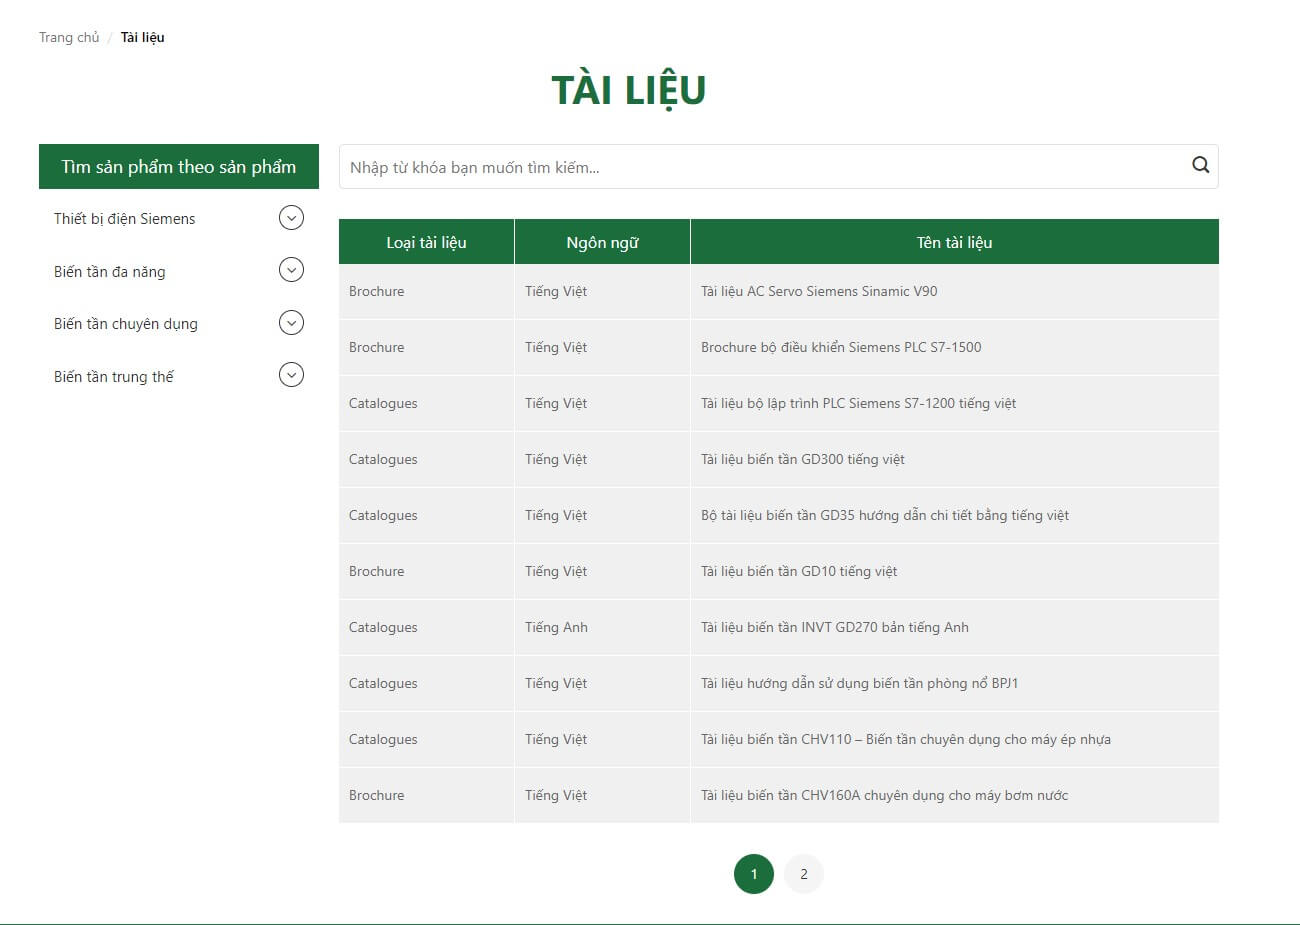 Trang chủ / Tài liệu
TÀI LIỆU
Tìm sản phẩm theo sản phẩm
Thiết bị điện Siemens
Biến tần đa năng
Biến tần chuyên dụng
Biến tần trung thế
Nhập từ khóa bạn muốn tìm kiếm...
Loại tài liệu Ngôn ngữ Tên tài liệu
Brochure Tiếng Việt Tài liệu AC Servo Siemens Sinamic V90
Brochure Tiếng Việt Brochure bộ điều khiển Siemens PLC S7-1500
Catalogues Tiếng Việt Tài liệu bộ lập trình PLC Siemens S7-1200 tiếng việt
Catalogues Tiếng Việt Tài liệu biến tần GD300 tiếng việt
Catalogues Tiếng Việt Bộ tài liệu biến tần GD35 hướng dẫn chi tiết bằng tiếng việt
Brochure Tiếng Việt Tài liệu biến tần GD10 tiếng việt
Catalogues Tiếng Anh Tài liệu biến tần INVT GD270 bản tiếng Anh
Catalogues Tiếng Việt Tài liệu hướng dẫn sử dụng biến tần phòng nổ BPJ1
Catalogues Tiếng Việt Tài liệu biến tần CHV110 – Biến tần chuyên dụng cho máy ép nhựa
Brochure Tiếng Việt Tài liệu biến tần CHV160A chuyên dụng cho máy bơm nước
1 2